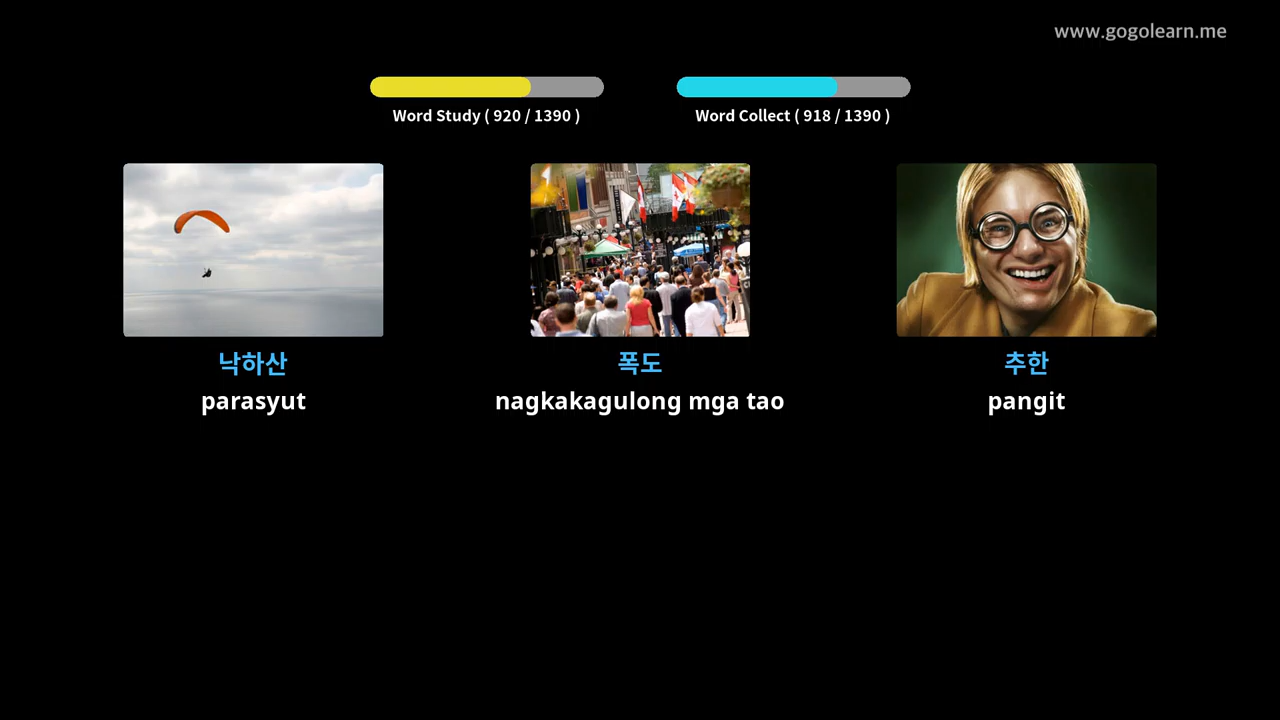 www.gogolearn.me
Word Study ( 920 / 1390 )
Word Collect ( 918 / 1390 )
낙하산
폭도
추한
parasyut
nagkakagulong mga tao
pangit